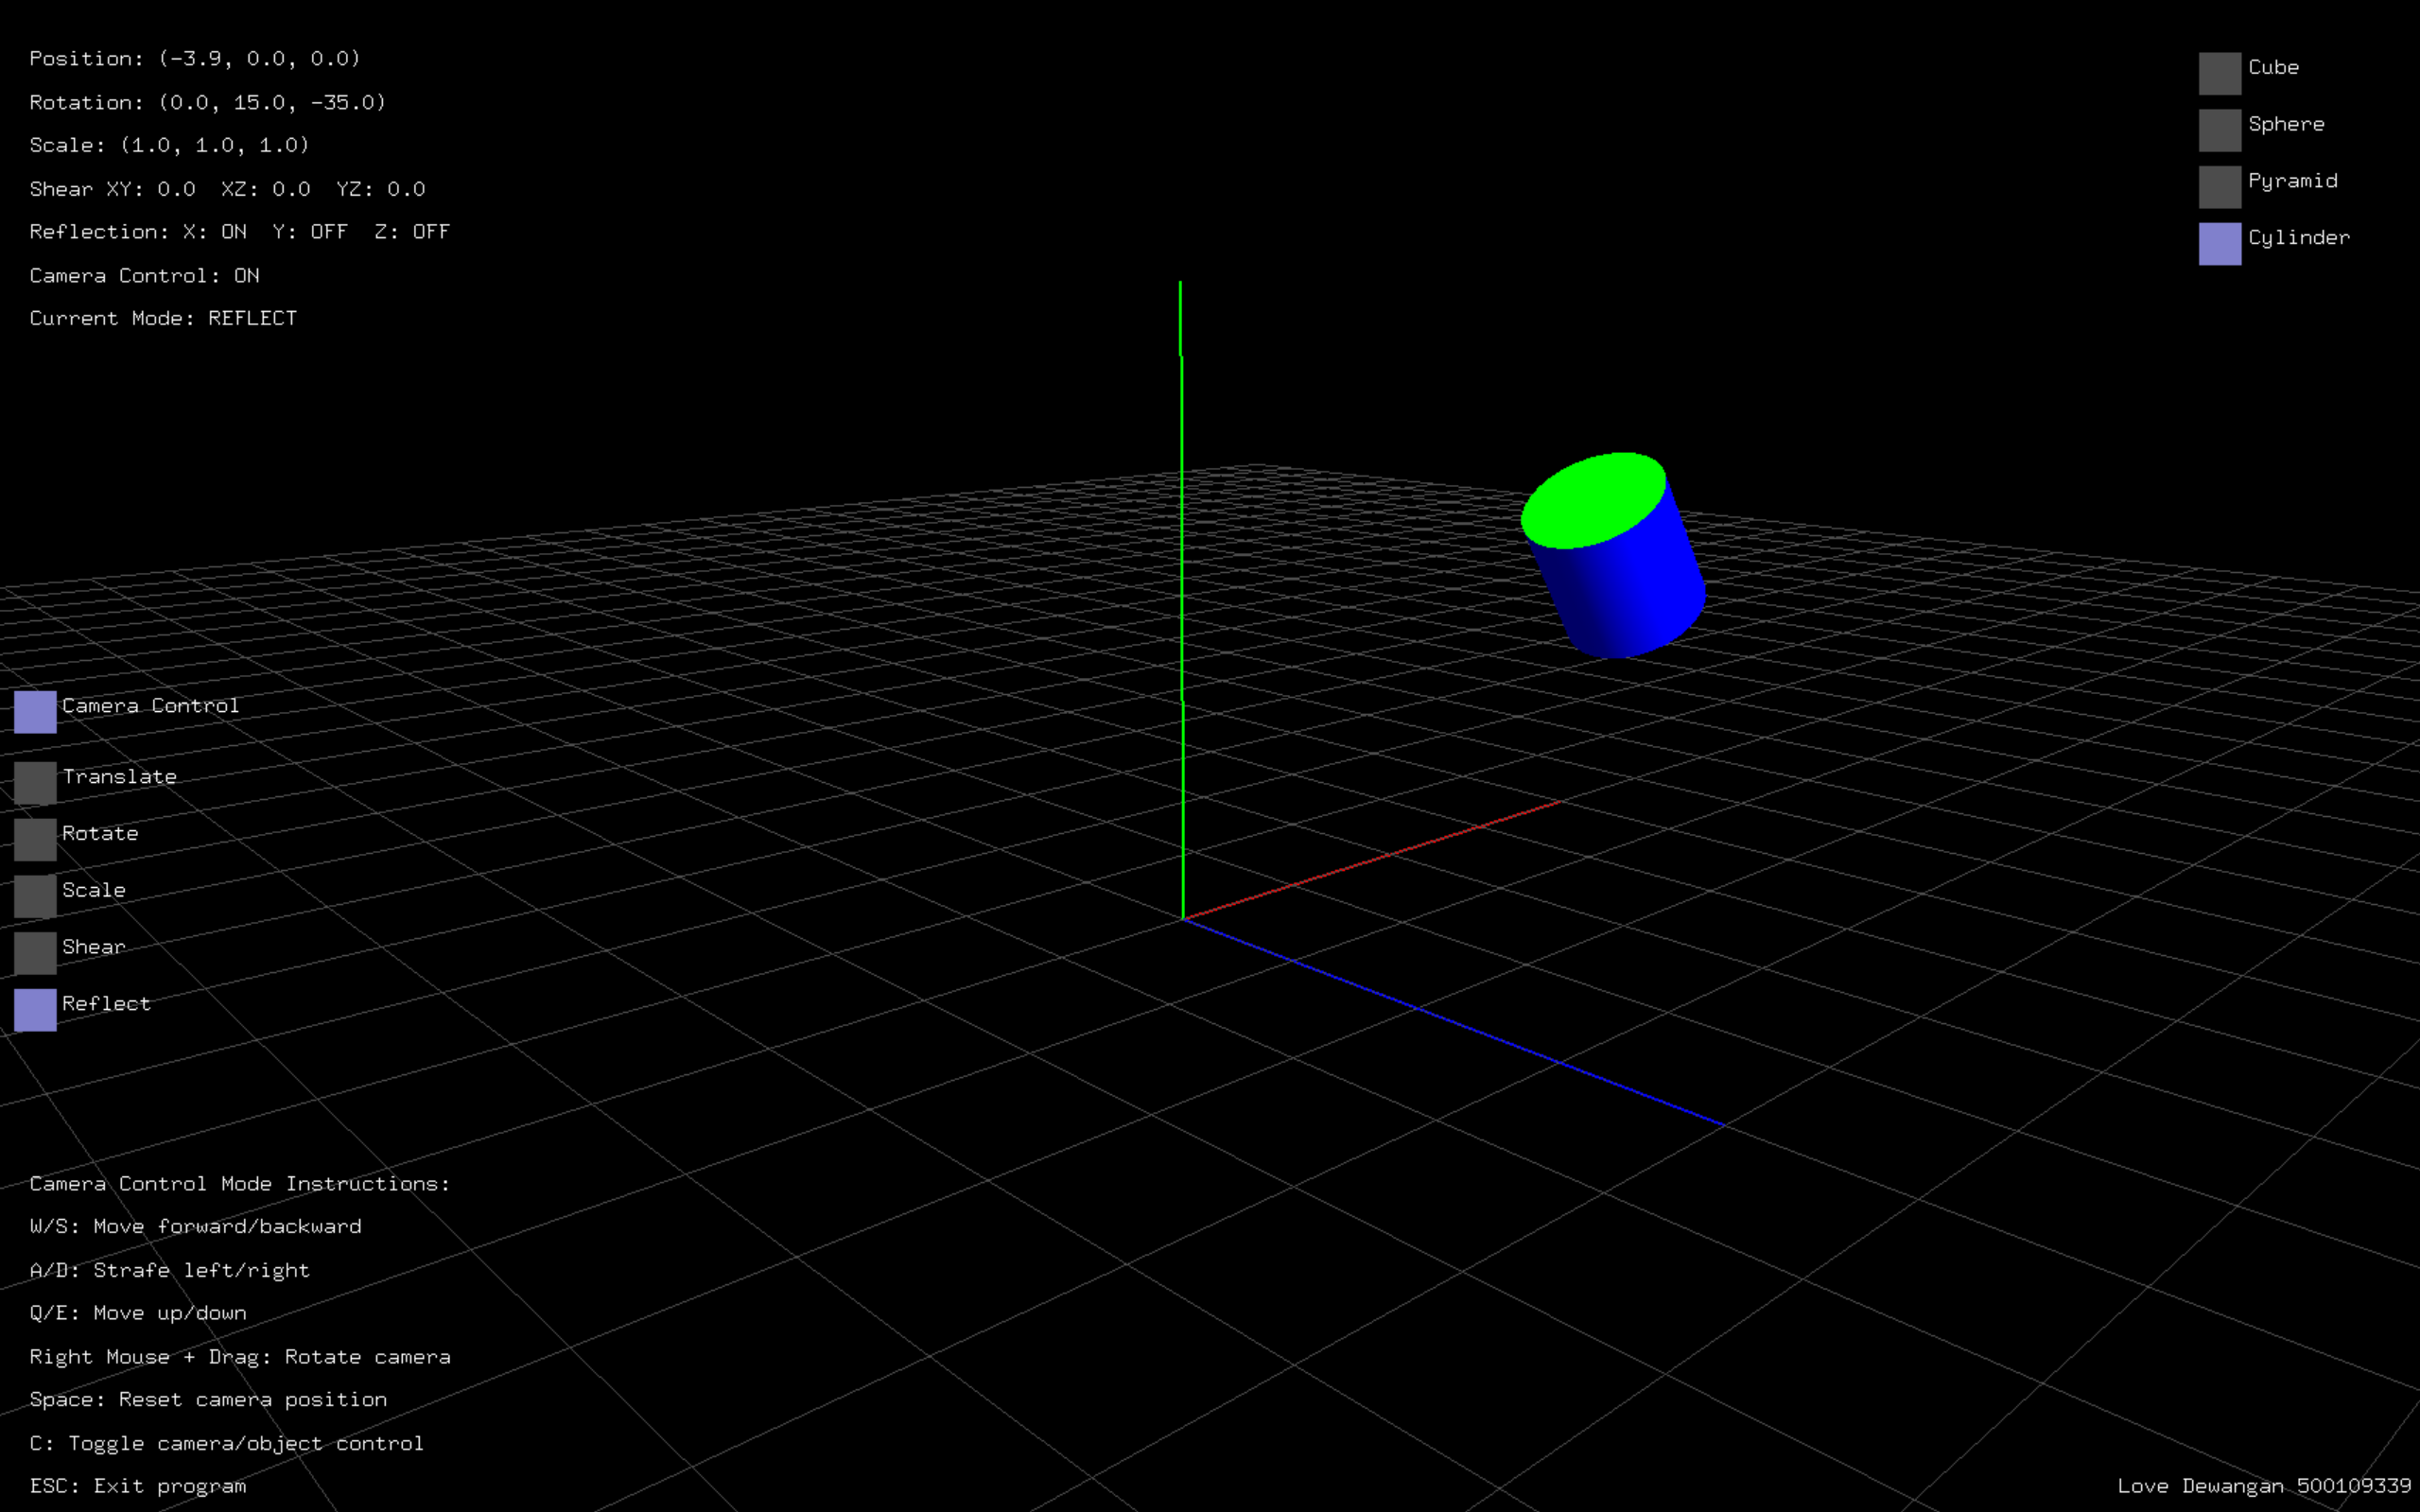 Position: (-3.9, 0.0, 0.0)
Rotation: (0.0, 15.0, -35.0)
Scale: (1.0, 1.0, 1.0)
Shear XY: 0.0  XZ: 0.0  YZ: 0.0
Reflection: X: ON  Y: OFF  Z: OFF
Camera Control: ON
Current Mode: REFLECT
Cube
Sphere
Pyramid
Cylinder
Camera Control
Translate
Rotate
Scale
Shear
Reflect
Camera Control Mode Instructions:
W/S: Move forward/backward
A/D: Strafe left/right
Q/E: Move up/down
Right Mouse + Drag: Rotate camera
Space: Reset camera position
C: Toggle camera/object control
ESC: Exit program
Love Dewangan 500109339